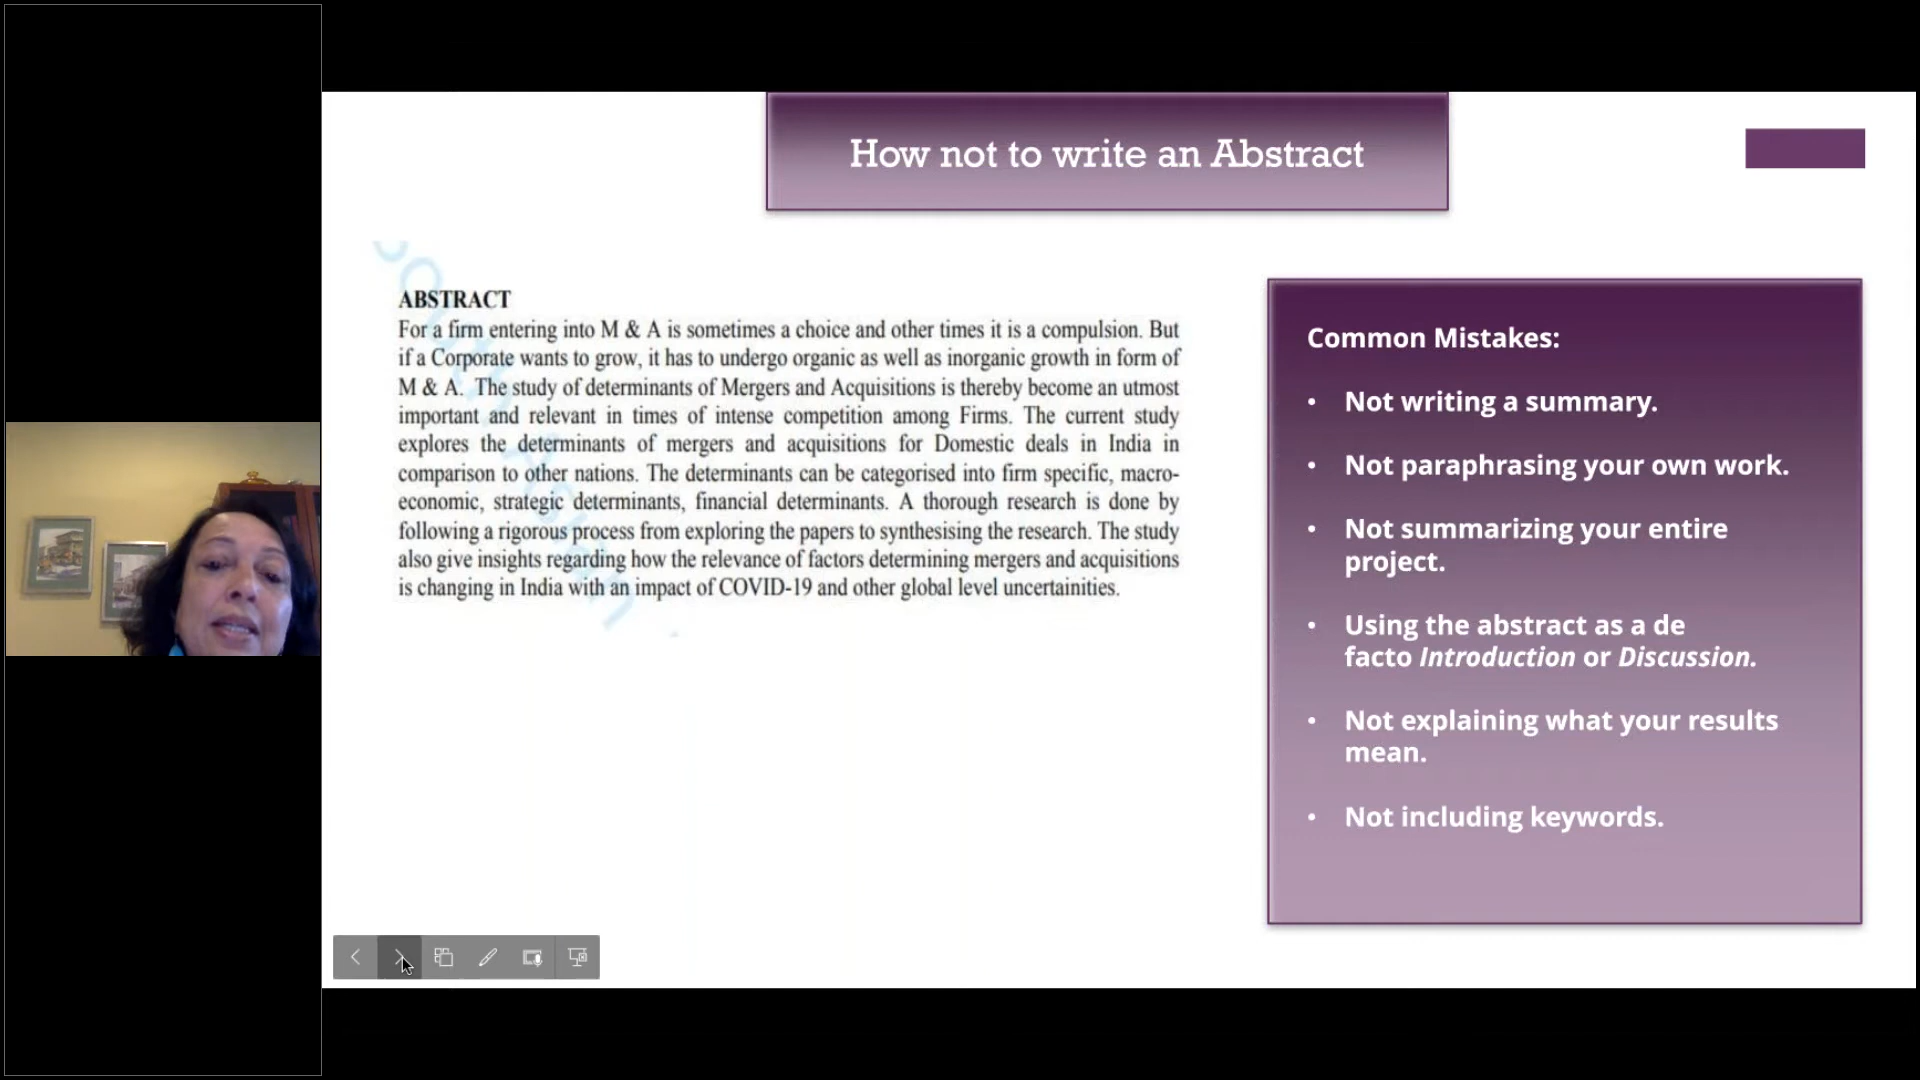 How not to write an Abstract
ABSTRACT
For a firm entering into M & A is sometimes a choice and other times it is a compulsion. But
if a Corporate wants to grow, it has to undergo organic as well as inorganic growth in form of
M & A. The study of determinants of Mergers and Acquisitions is thereby become an utmost
important and relevant in times of intense competition among Firms. The current study
explores the determinants of mergers and acquisitions for Domestic deals in India in
comparison to other nations. The determinants can be categorised into firm specific, macro-
economic, strategic determinants, financial determinants. A thorough research is done by
following a rigorous process from exploring the papers to synthesising the research. The study
also give insights regarding how the relevance of factors determining mergers and acquisitions
is changing in India with an impact of COVID-19 and other global level uncertainities.
Common Mistakes:
• Not writing a summary.
• Not paraphrasing your own work.
• Not summarizing your entire
project.
• Using the abstract as a de
facto Introduction or Discussion.
• Not explaining what your results
mean.
• Not including keywords.